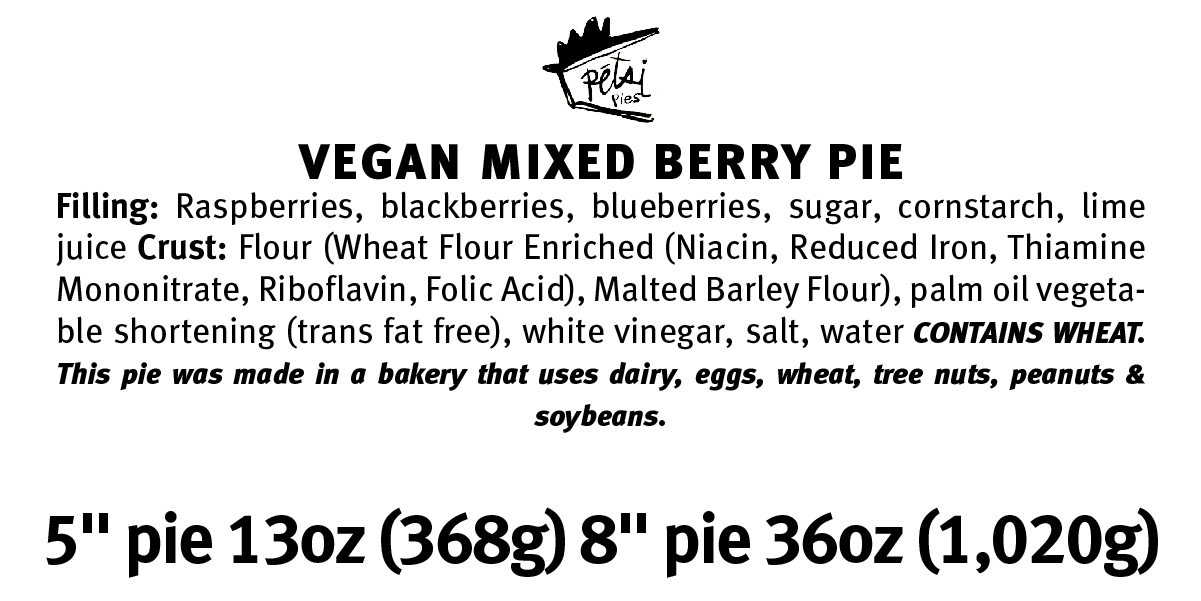 pétsi
Pies
VEGAN MIXED BERRY PIE
Filling: Raspberries, blackberries, blueberries, sugar, cornstarch, lime
juice Crust: Flour (Wheat Flour Enriched (Niacin, Reduced Iron, Thiamine
Mononitrate, Riboflavin, Folic Acid), Malted Barley Flour), palm oil vegeta-
ble shortening (trans fat free), white vinegar, salt, water CONTAINS WHEAT.
This pie was made in a bakery that uses dairy, eggs, wheat, tree nuts, peanuts &
soybeans.
5" pie 13oz (368g) 8" pie 36oz (1,020g)